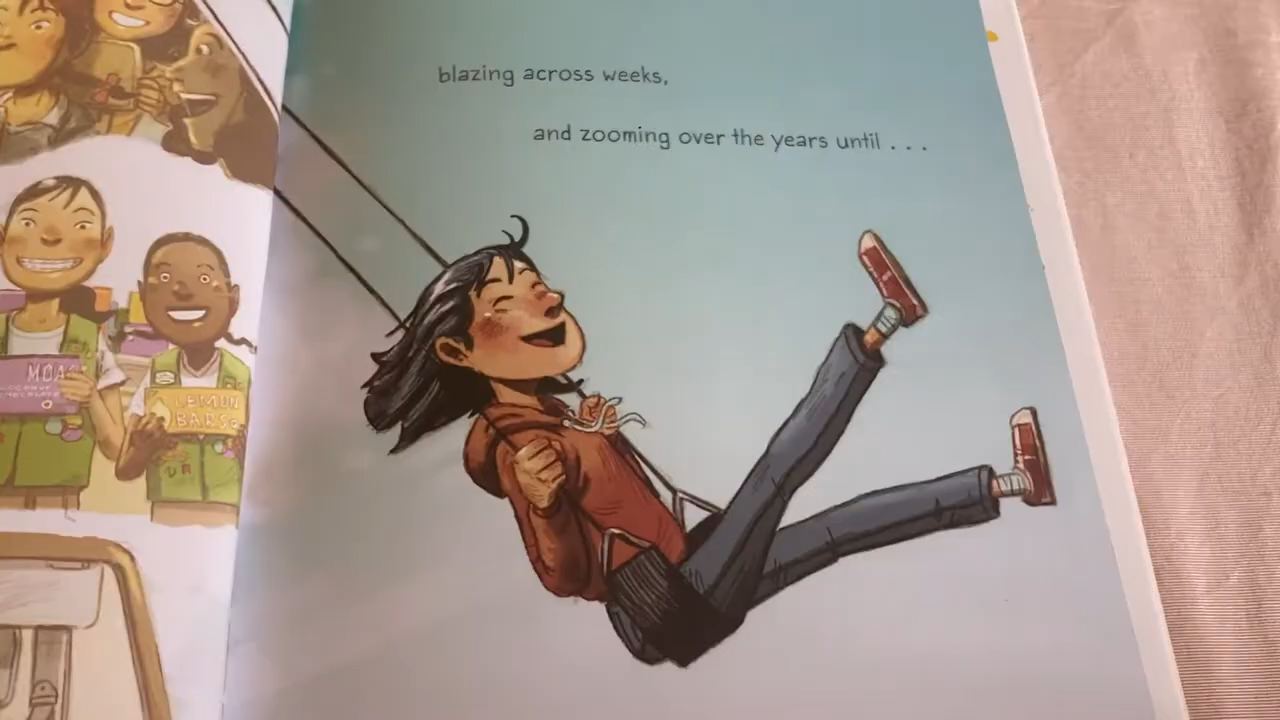 MOA
LEMON
BARS
blazing across weeks,
and zooming over the years until . . .